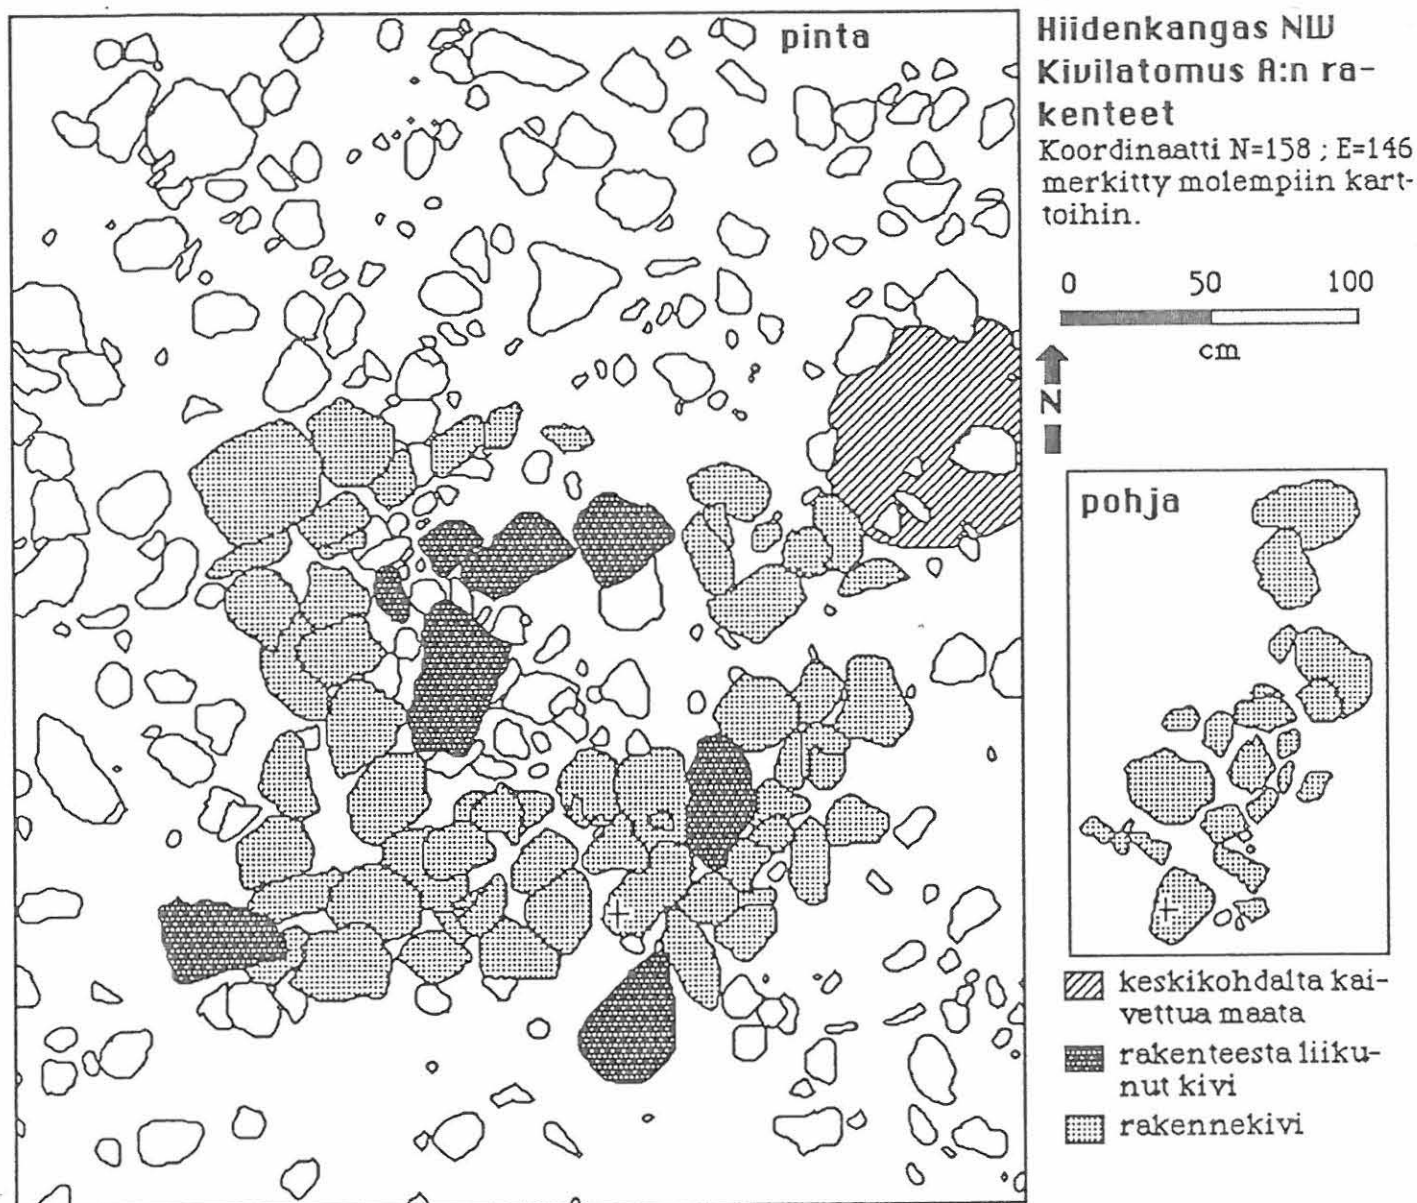 pinta
Hiidenkangas NW
Kivilatomus A:n ra-
kenteet
Koordinaatti N=158 ; E=146
merkitty molempiin kart-
toihin.
0 50 100
cm
N
pohja
keskikohdalta kai-
vettua maata
rakenteesta liiku-
nut kivi
rakennekivi